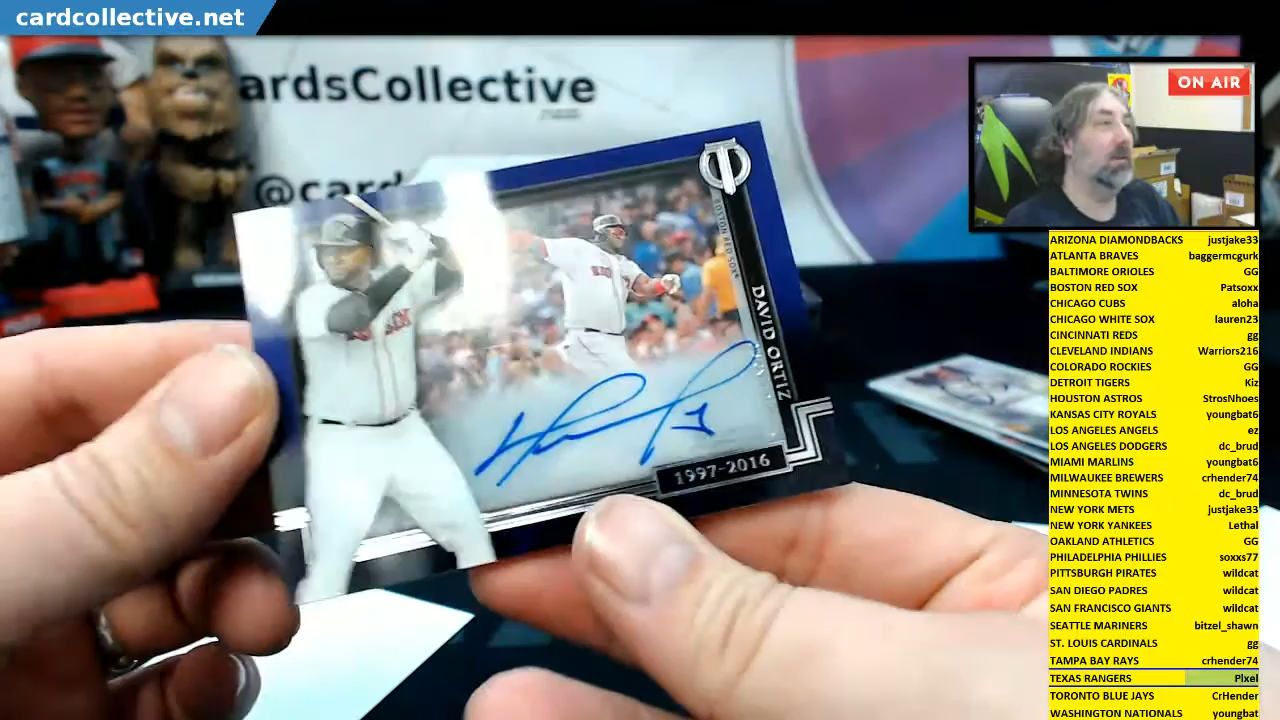 cardcollective.net
ardsCollective
@card
ON AIR
BOSTON RED SOX
DAVID ORTIZ
1997-2016
ARIZONA DIAMONDBACKS justjake33
ATLANTA BRAVES baggermcgurk
BALTIMORE ORIOLES GG
BOSTON RED SOX Patsoxx
CHICAGO CUBS aloha
CHICAGO WHITE SOX lauren23
CINCINNATI REDS gg
CLEVELAND INDIANS Warriors216
COLORADO ROCKIES GG
DETROIT TIGERS Kiz
HOUSTON ASTROS StrosNhoes
KANSAS CITY ROYALS youngbat6
LOS ANGELES ANGELS ez
LOS ANGELES DODGERS dc_brud
MIAMI MARLINS youngbat6
MILWAUKEE BREWERS crhender74
MINNESOTA TWINS dc_brud
NEW YORK METS justjake33
NEW YORK YANKEES Lethal
OAKLAND ATHLETICS GG
PHILADELPHIA PHILLIES soxxs77
PITTSBURGH PIRATES wildcat
SAN DIEGO PADRES wildcat
SAN FRANCISCO GIANTS wildcat
SEATTLE MARINERS bitzel_shawn
ST. LOUIS CARDINALS gg
TAMPA BAY RAYS crhender74
TEXAS RANGERS Plxel
TORONTO BLUE JAYS CrHender
WASHINGTON NATIONALS youngbat